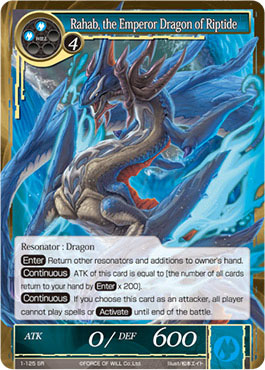 Rahab, the Emperor Dragon of Riptide
WILL
4
Resonator : Dragon
Enter Return other resonators and additions to owner's hand.
Continuous ATK of this card is equal to [the number of all cards
return to your hand by Enter x 200].
Continuous If you choose this card as an attacker, all player
cannot play spells or Activate until end of the battle.
ATK 0 / DEF 600
1-125 SR
©FORCE OF WILL Co., Ltd.